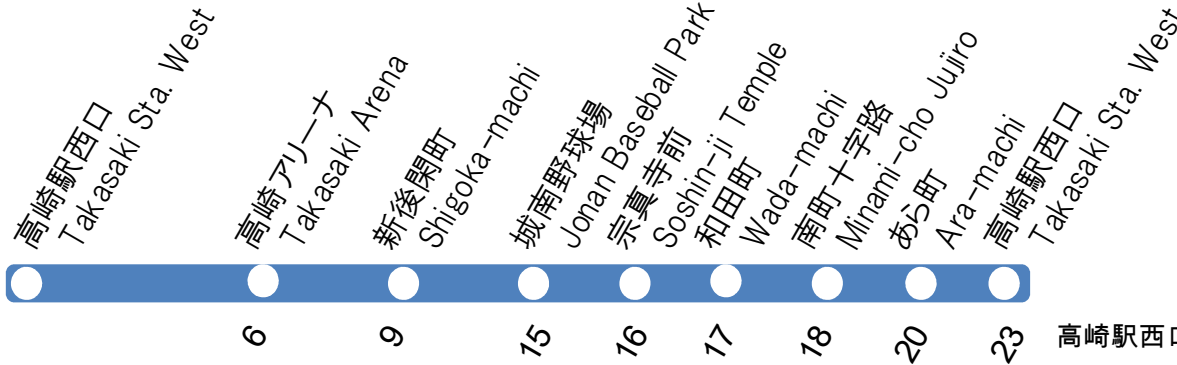 高崎駅西口
Takasaki Sta. West
高崎アリーナ
Takasaki Arena
新後閑町
Shigoka-machi
城南野球場
Jonan Baseball Park
宗真寺前
Soshin-ji Temple
和田町
Wada-machi
南町十字路
Minami-cho Jujiro
あら町
Ara-machi
高崎駅西口
Takasaki Sta. West
6 9 15 16 17 18 20 23 高崎駅西口